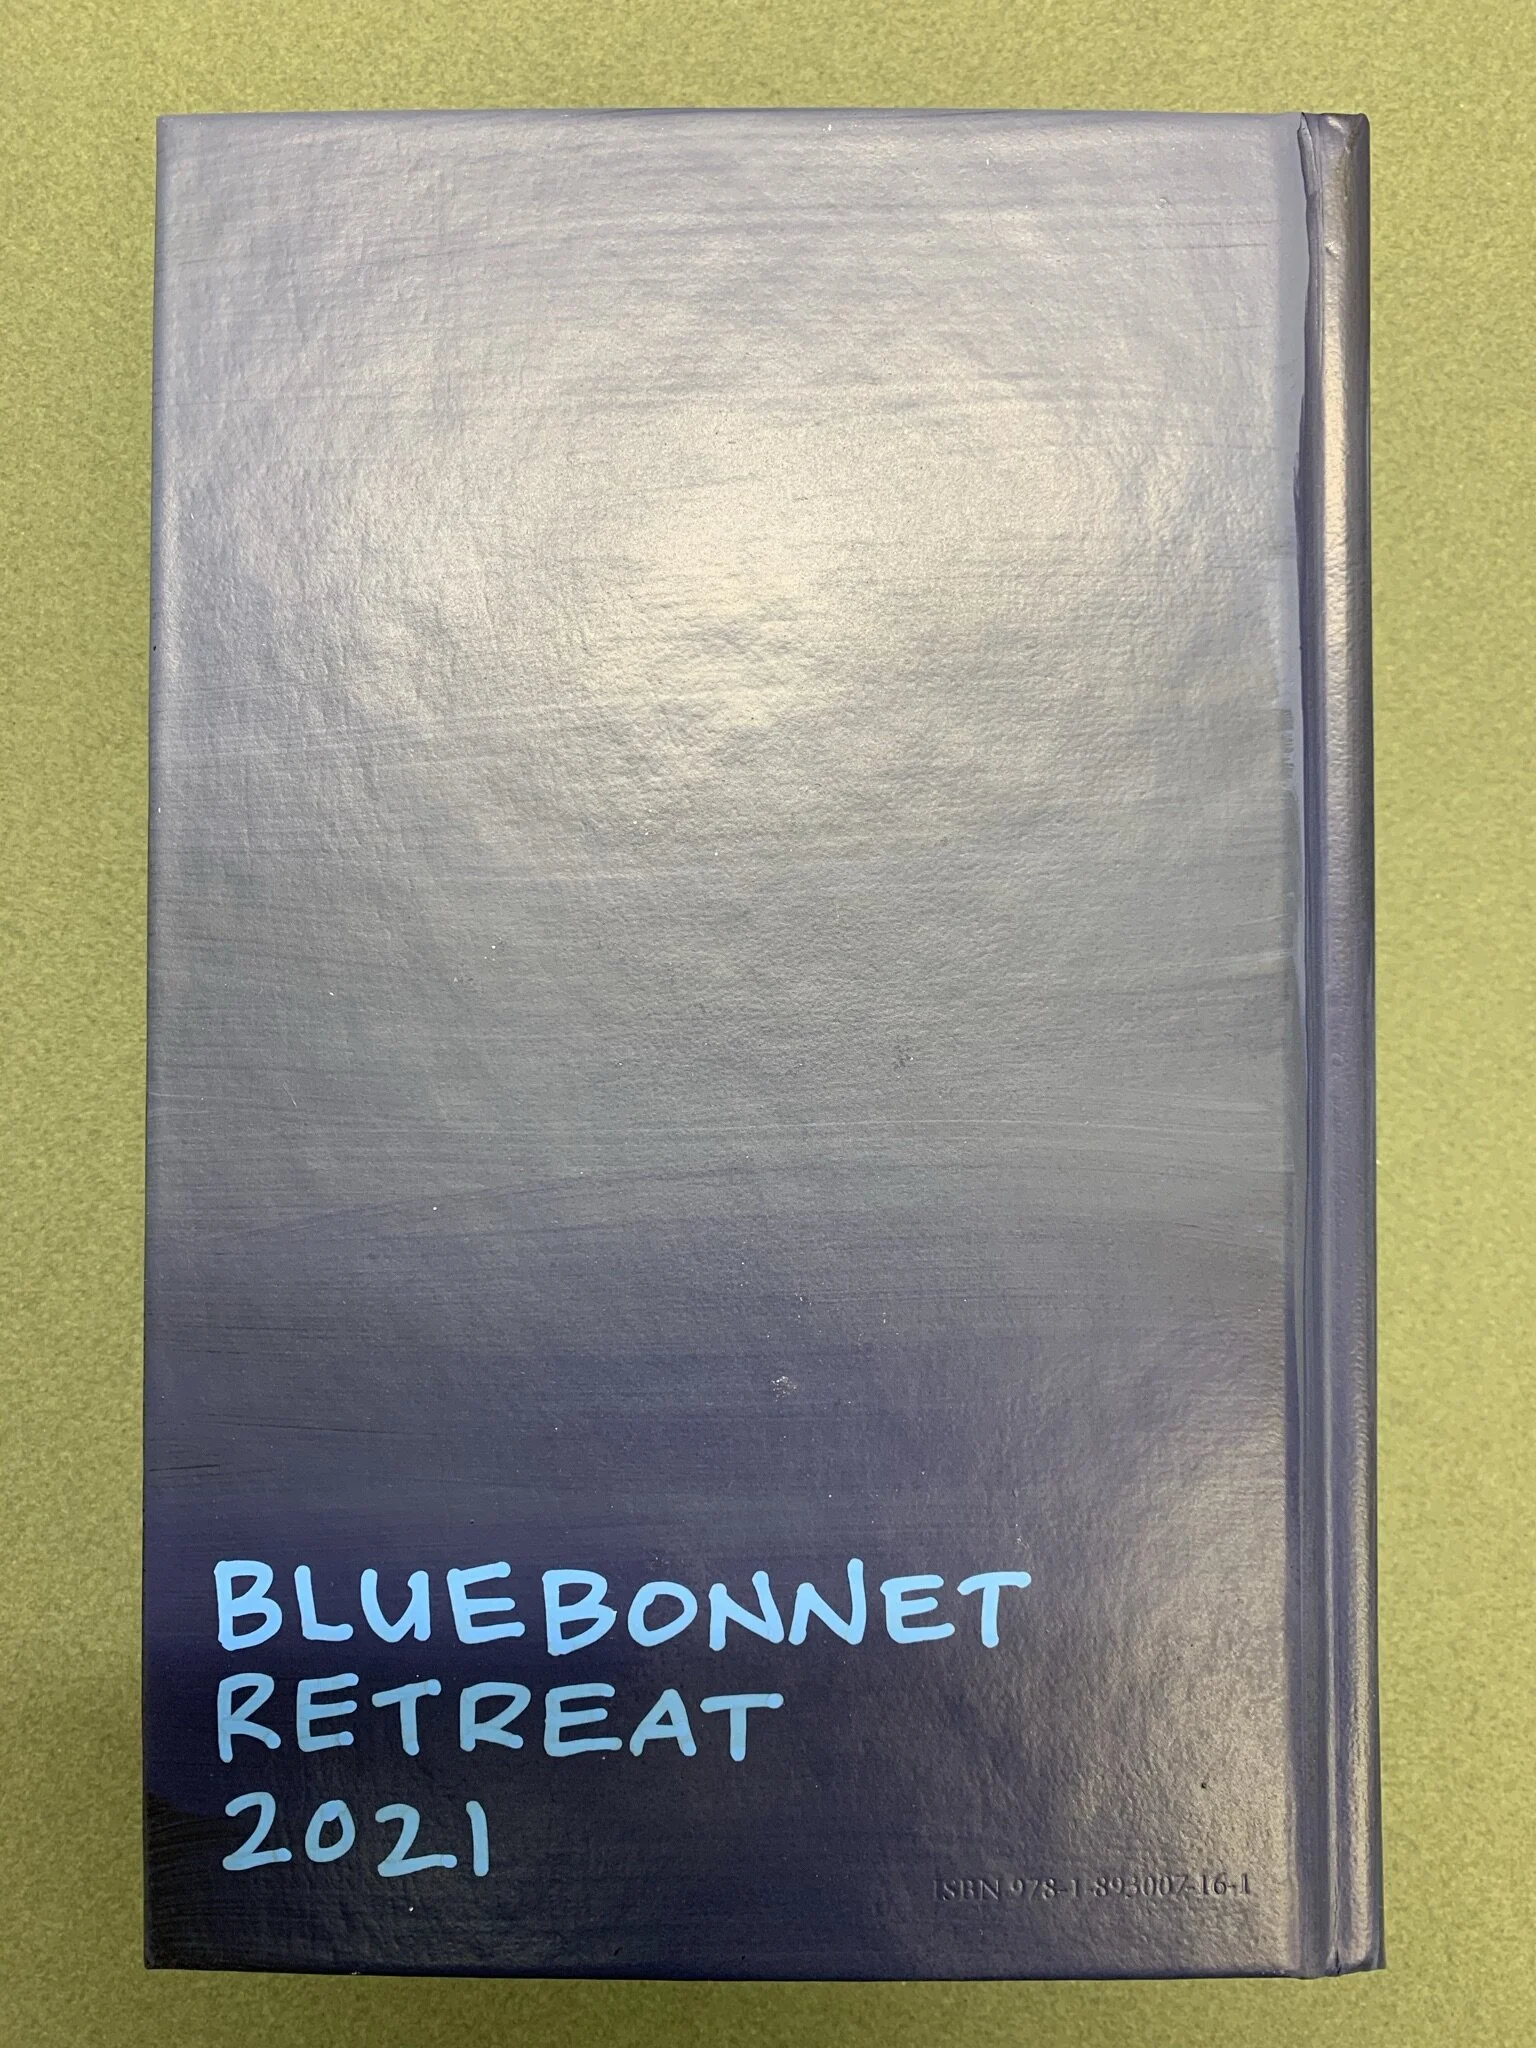 BLUEBONNET
RETREAT
2021
ISBN 978-1-893007-16-1